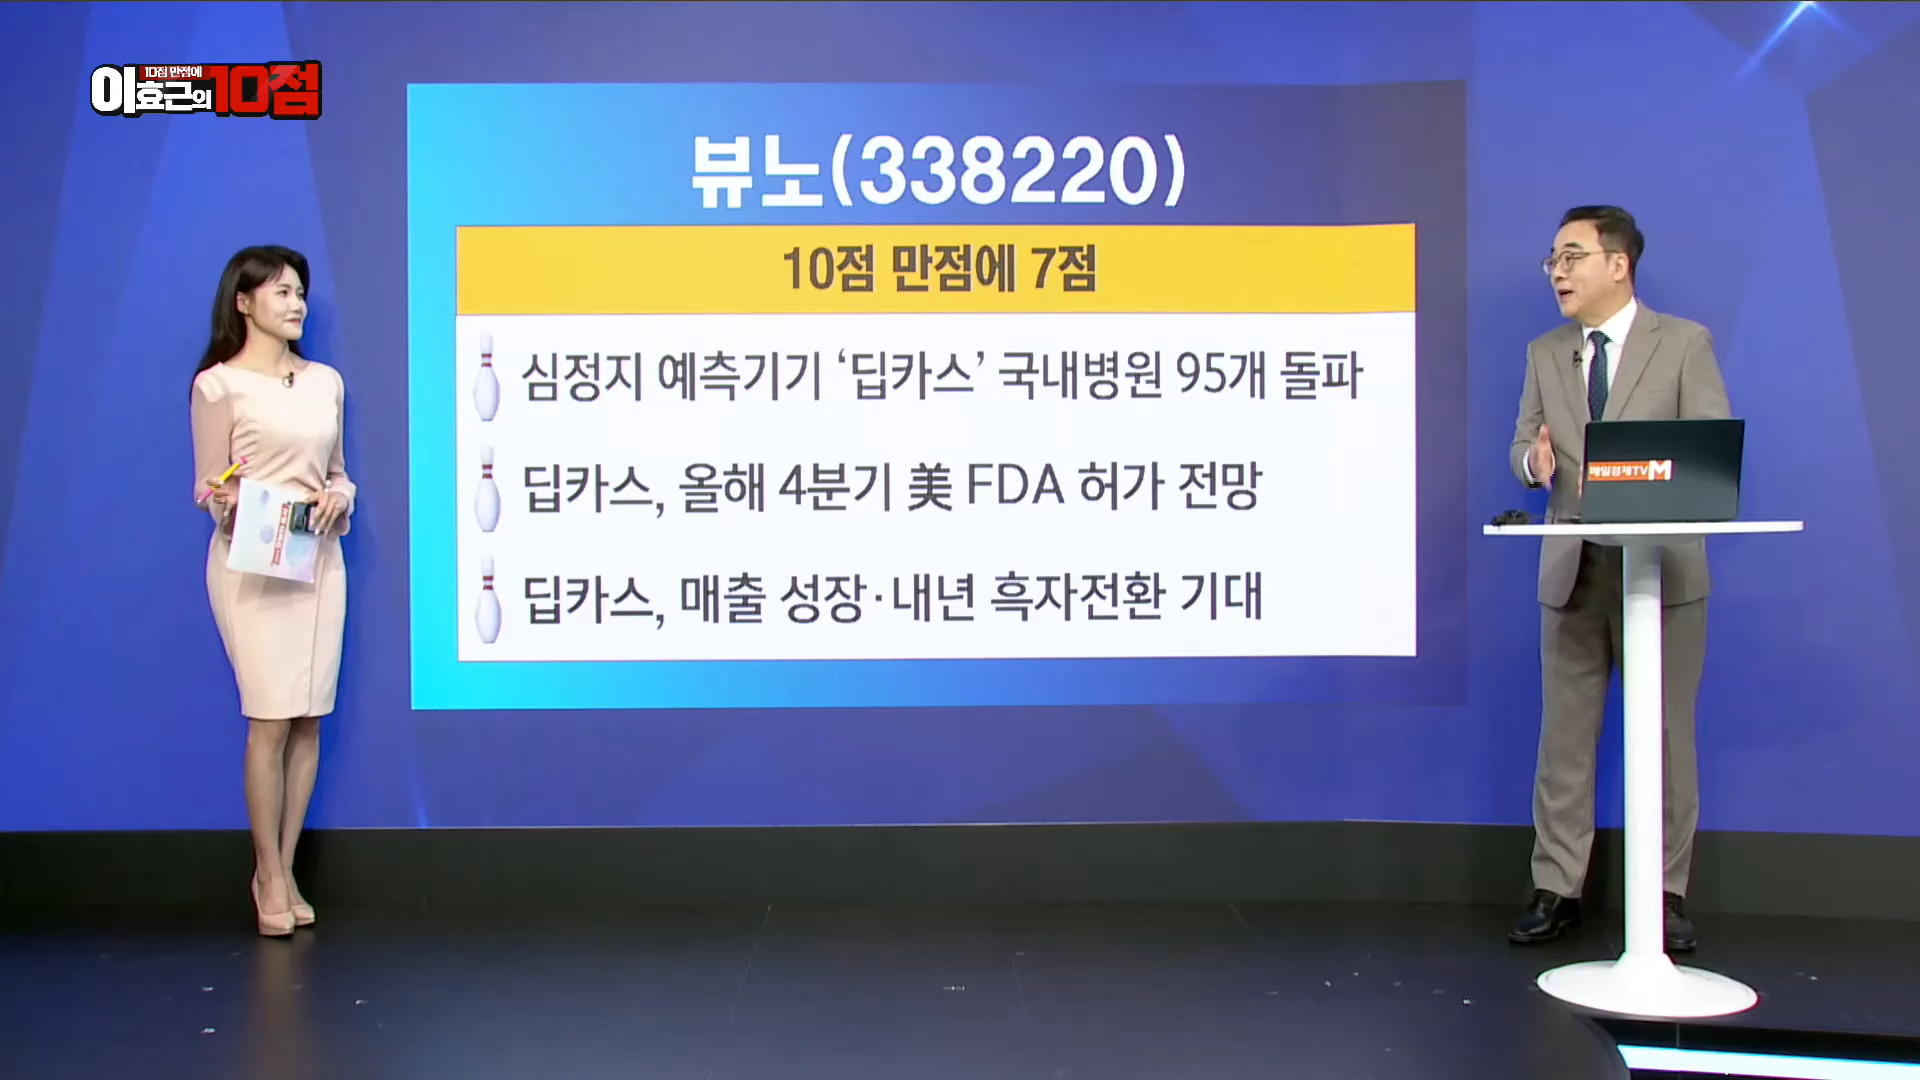 10점 만점에
이효근의 10점
뷰노(338220)
10점 만점에 7점
심정지 예측기기 ‘딥카스’ 국내병원 95개 돌파
딥카스, 올해 4분기 美 FDA 허가 전망
딥카스, 매출 성장·내년 흑자전환 기대
매일경제TV M